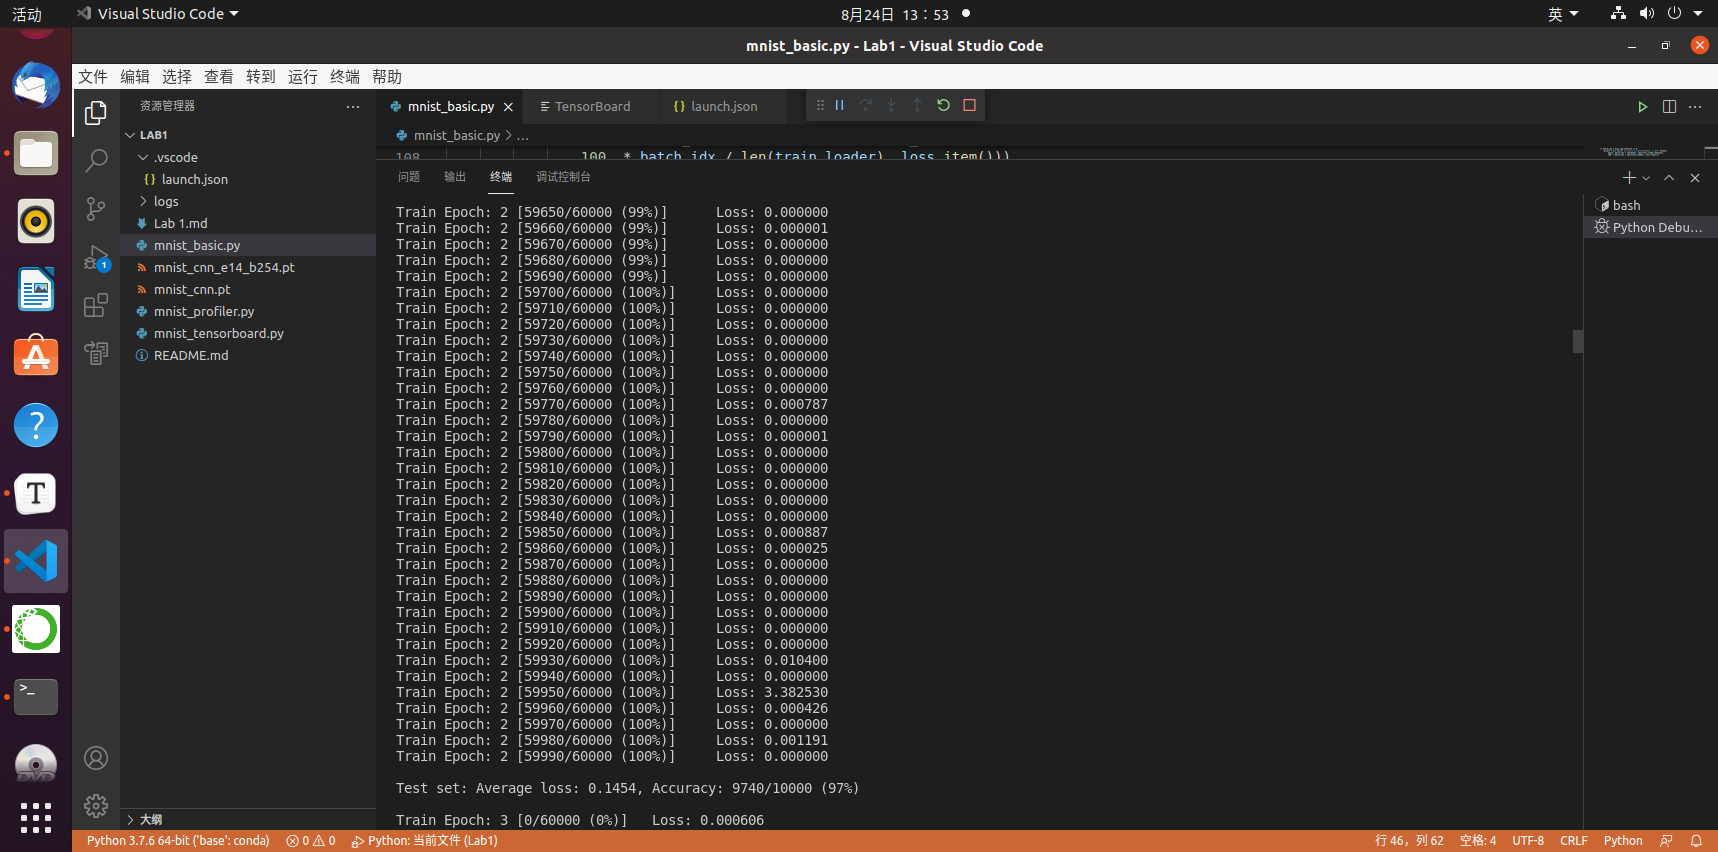 活动
Visual Studio Code
8月24日 13：53
英
mnist_basic.py - Lab1 - Visual Studio Code
文件 编辑 选择 查看 转到 运行 终端 帮助
资源管理器
LAB1
.vscode
launch.json
logs
Lab 1.md
mnist_basic.py
mnist_cnn_e14_b254.pt
mnist_cnn.pt
mnist_profiler.py
mnist_tensorboard.py
README.md
大纲
1
mnist_basic.py
TensorBoard
launch.json
mnist_basic.py > ...
108 100. * batch_idx / len(train_loader), loss.item()))
问题 输出 终端 调试控制台
bash
Python Debu...
Train Epoch: 2 [59650/60000 (99%)] Loss: 0.000000
Train Epoch: 2 [59660/60000 (99%)] Loss: 0.000001
Train Epoch: 2 [59670/60000 (99%)] Loss: 0.000000
Train Epoch: 2 [59680/60000 (99%)] Loss: 0.000000
Train Epoch: 2 [59690/60000 (99%)] Loss: 0.000000
Train Epoch: 2 [59700/60000 (100%)] Loss: 0.000000
Train Epoch: 2 [59710/60000 (100%)] Loss: 0.000000
Train Epoch: 2 [59720/60000 (100%)] Loss: 0.000000
Train Epoch: 2 [59730/60000 (100%)] Loss: 0.000000
Train Epoch: 2 [59740/60000 (100%)] Loss: 0.000000
Train Epoch: 2 [59750/60000 (100%)] Loss: 0.000000
Train Epoch: 2 [59760/60000 (100%)] Loss: 0.000000
Train Epoch: 2 [59770/60000 (100%)] Loss: 0.000787
Train Epoch: 2 [59780/60000 (100%)] Loss: 0.000000
Train Epoch: 2 [59790/60000 (100%)] Loss: 0.000001
Train Epoch: 2 [59800/60000 (100%)] Loss: 0.000000
Train Epoch: 2 [59810/60000 (100%)] Loss: 0.000000
Train Epoch: 2 [59820/60000 (100%)] Loss: 0.000000
Train Epoch: 2 [59830/60000 (100%)] Loss: 0.000000
Train Epoch: 2 [59840/60000 (100%)] Loss: 0.000000
Train Epoch: 2 [59850/60000 (100%)] Loss: 0.000887
Train Epoch: 2 [59860/60000 (100%)] Loss: 0.000025
Train Epoch: 2 [59870/60000 (100%)] Loss: 0.000000
Train Epoch: 2 [59880/60000 (100%)] Loss: 0.000000
Train Epoch: 2 [59890/60000 (100%)] Loss: 0.000000
Train Epoch: 2 [59900/60000 (100%)] Loss: 0.000000
Train Epoch: 2 [59910/60000 (100%)] Loss: 0.000000
Train Epoch: 2 [59920/60000 (100%)] Loss: 0.000000
Train Epoch: 2 [59930/60000 (100%)] Loss: 0.010400
Train Epoch: 2 [59940/60000 (100%)] Loss: 0.000000
Train Epoch: 2 [59950/60000 (100%)] Loss: 3.382530
Train Epoch: 2 [59960/60000 (100%)] Loss: 0.000426
Train Epoch: 2 [59970/60000 (100%)] Loss: 0.000000
Train Epoch: 2 [59980/60000 (100%)] Loss: 0.001191
Train Epoch: 2 [59990/60000 (100%)] Loss: 0.000000
Test set: Average loss: 0.1454, Accuracy: 9740/10000 (97%)
Train Epoch: 3 [0/60000 (0%)] Loss: 0.000606
Python 3.7.6 64-bit ('base': conda) 0 0 Python: 当前文件 (Lab1) 行 46，列 62 空格: 4 UTF-8 CRLF Python